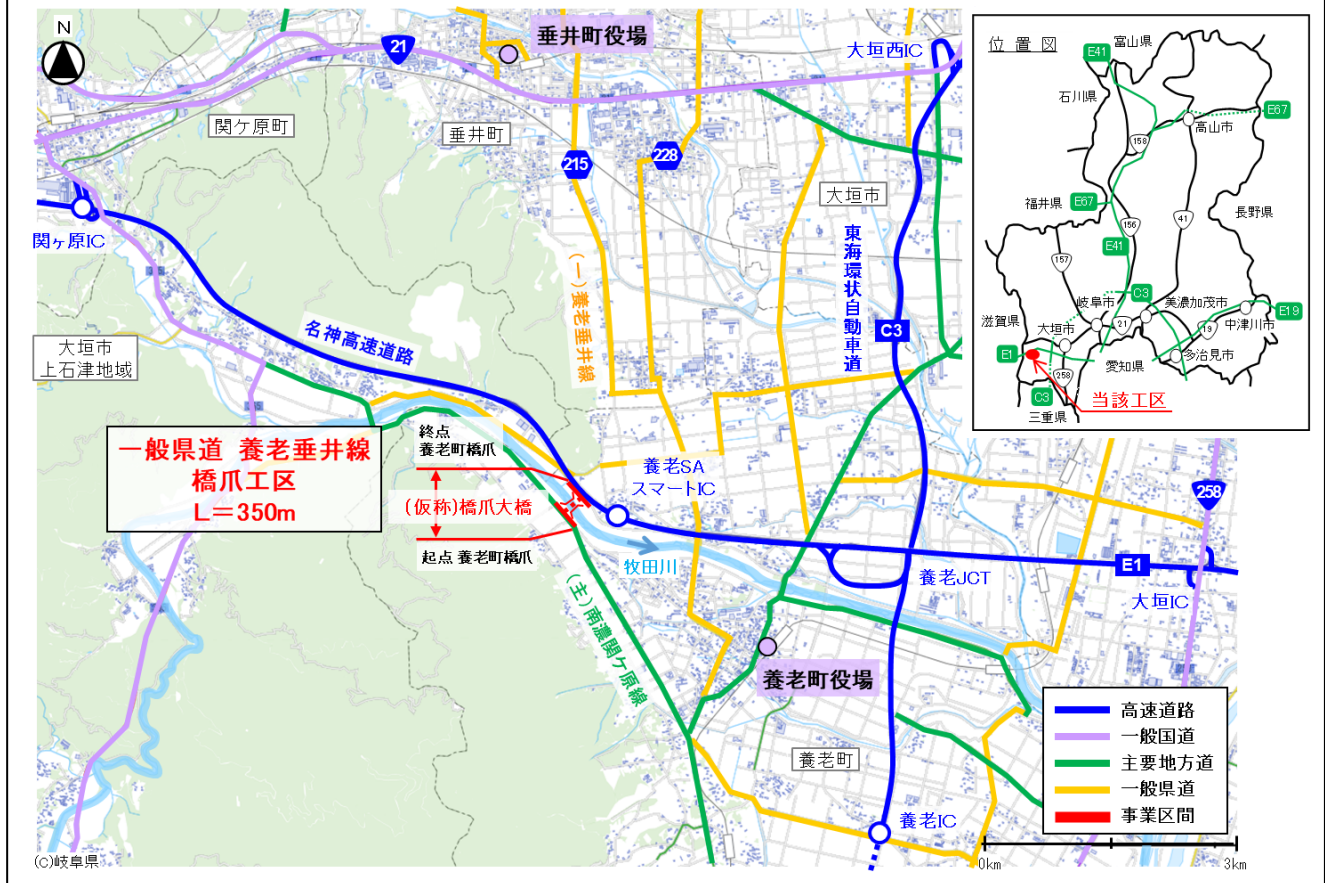 N
21
垂井町役場
大垣西IC
関ケ原町
垂井町
215
228
大垣市
関ヶ原IC
(一)養老垂井線
東海環状自動車道
C3
名神高速道路
大垣市
上石津地域
一般県道 養老垂井線
橋爪工区
L=350m
終点
養老町橋爪
(仮称)橋爪大橋
起点 養老町橋爪
養老SA
スマートIC
258
牧田川
養老JCT
E1
大垣IC
(主)南濃関ケ原線
養老町役場
養老町
養老IC
高速道路
一般国道
主要地方道
一般県道
事業区間
0km
3km
(C)岐阜県
位置図
富山県
E41
石川県
E67
高山市
158
福井県
E67
長野県
156
41
E41
157
C3
岐阜市
美濃加茂市
滋賀県
大垣市
21
19
中津川市
E19
E1
多治見市
愛知県
258
C3
三重県
当該工区